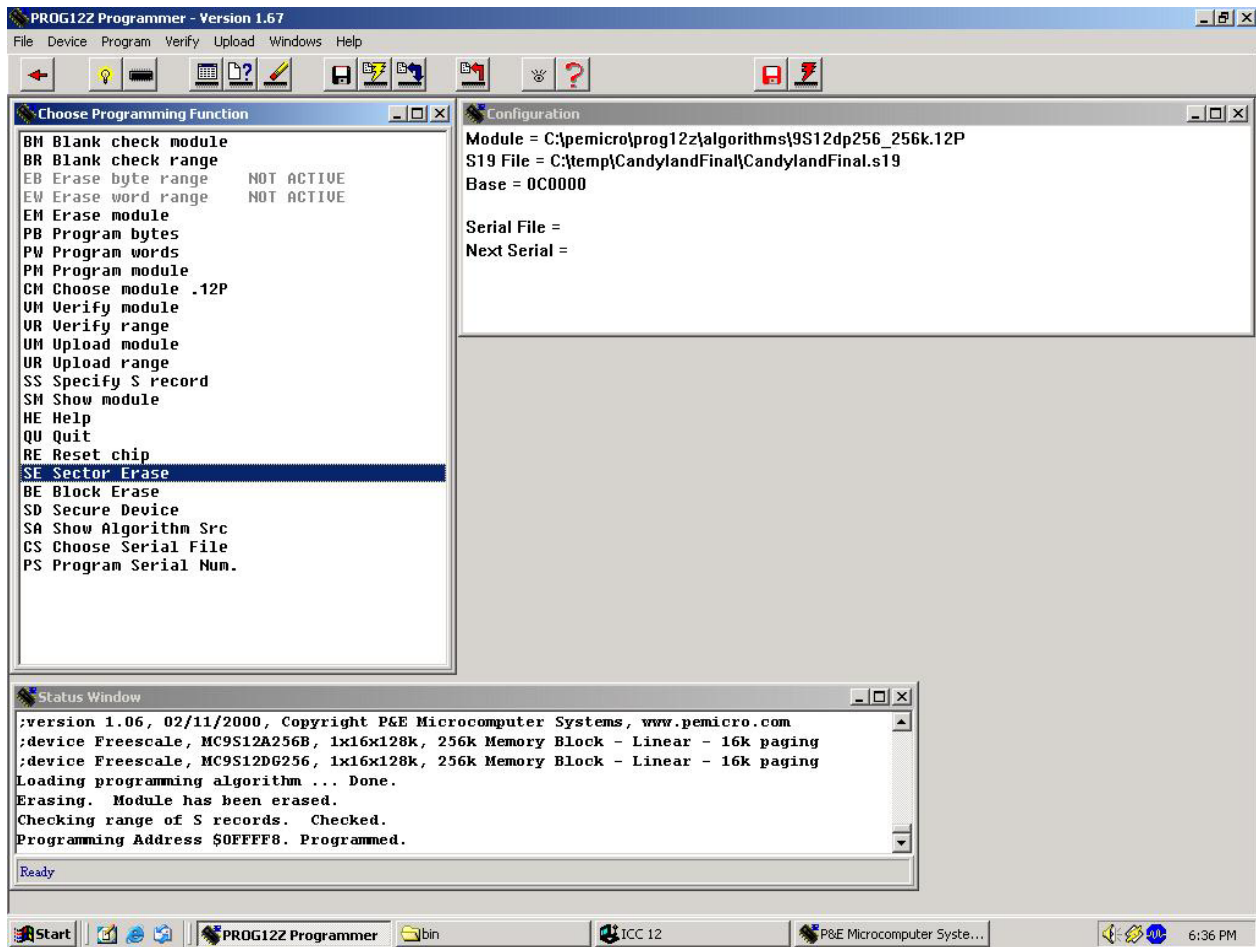 PROG12Z Programmer - Version 1.67
File Device Program Verify Upload Windows Help
Choose Programming Function
BM Blank check module
BR Blank check range
EB Erase byte range NOT ACTIVE
EW Erase word range NOT ACTIVE
EM Erase module
PB Program bytes
PW Program words
PM Program module
CM Choose module .12P
VM Verify module
VR Verify range
UM Upload module
UR Upload range
SS Specify S record
SM Show module
HE Help
QU Quit
RE Reset chip
SE Sector Erase
BE Block Erase
SD Secure Device
SA Show Algorithm Src
CS Choose Serial File
PS Program Serial Num.
Configuration
Module = C:\pemicro\prog12z\algorithms\9S12dp256_256k.12P
S19 File = C:\temp\CandylandFinal\CandylandFinal.s19
Base = 0C0000
Serial File =
Next Serial =
Status Window
;version 1.06, 02/11/2000, Copyright P&E Microcomputer Systems, www.pemicro.com
;device Freescale, MC9S12A256B, 1x16x128k, 256k Memory Block - Linear - 16k paging
;device Freescale, MC9S12DG256, 1x16x128k, 256k Memory Block - Linear - 16k paging
Loading programming algorithm ... Done.
Erasing. Module has been erased.
Checking range of S records. Checked.
Programming Address $0FFFF8. Programmed.
Ready
Start PROG12Z Programmer bin ICC 12 P&E Microcomputer Syste... 6:36 PM